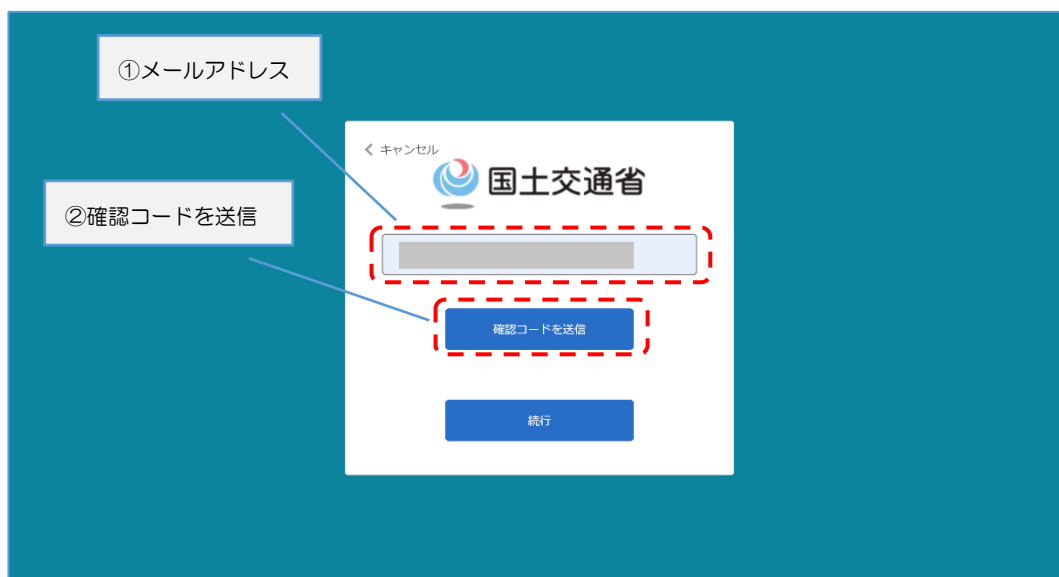 ①メールアドレス
キャンセル
国土交通省
②確認コードを送信
確認コードを送信
続行